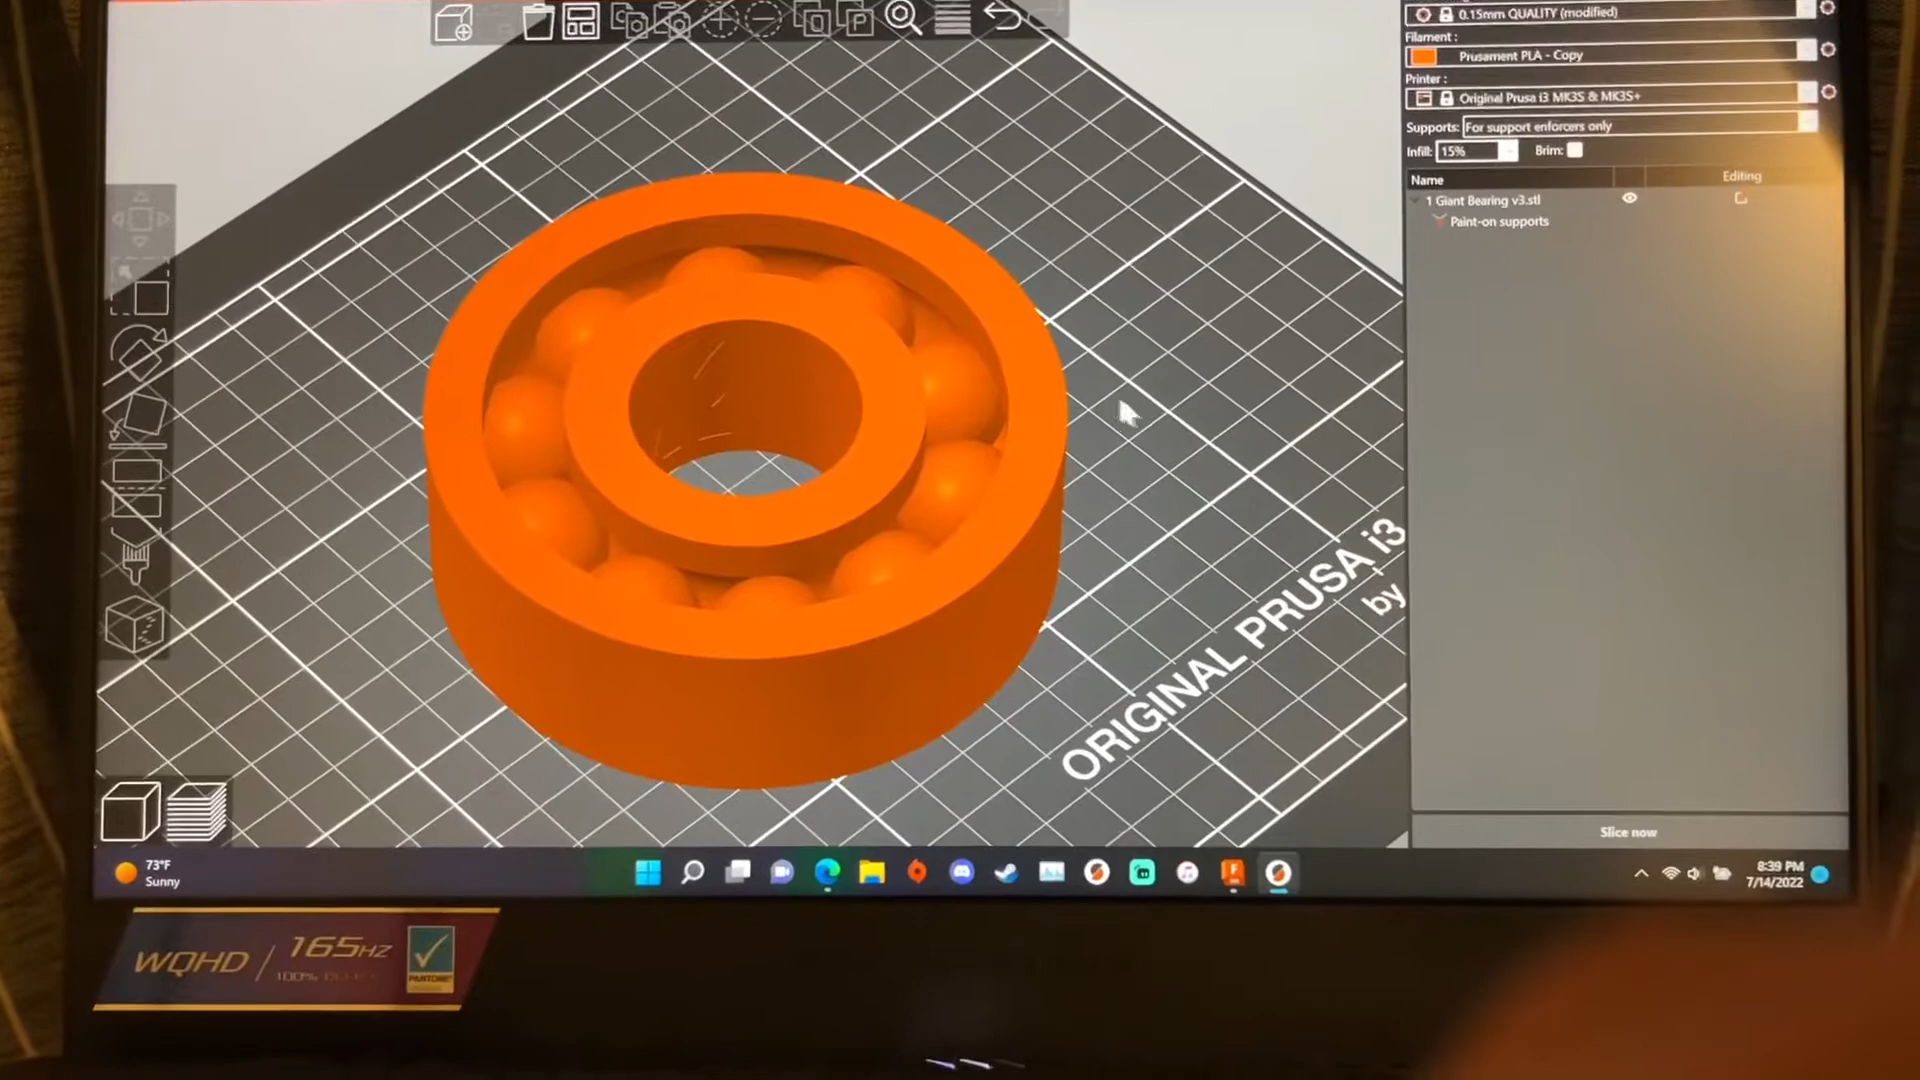 0.15mm QUALITY (modified)
Filament :
Prusament PLA - Copy
Printer :
Original Prusa i3 MK3S & MK3S+
Supports: For support enforcers only
Infill: 15% Brim:
Name Editing
1 Giant Bearing v3.stl
Paint-on supports
ORIGINAL PRUSA i3
by
Slice now
73°F
Sunny
8:39 PM
7/14/2022
WQHD / 165HZ
100%
PANTONE